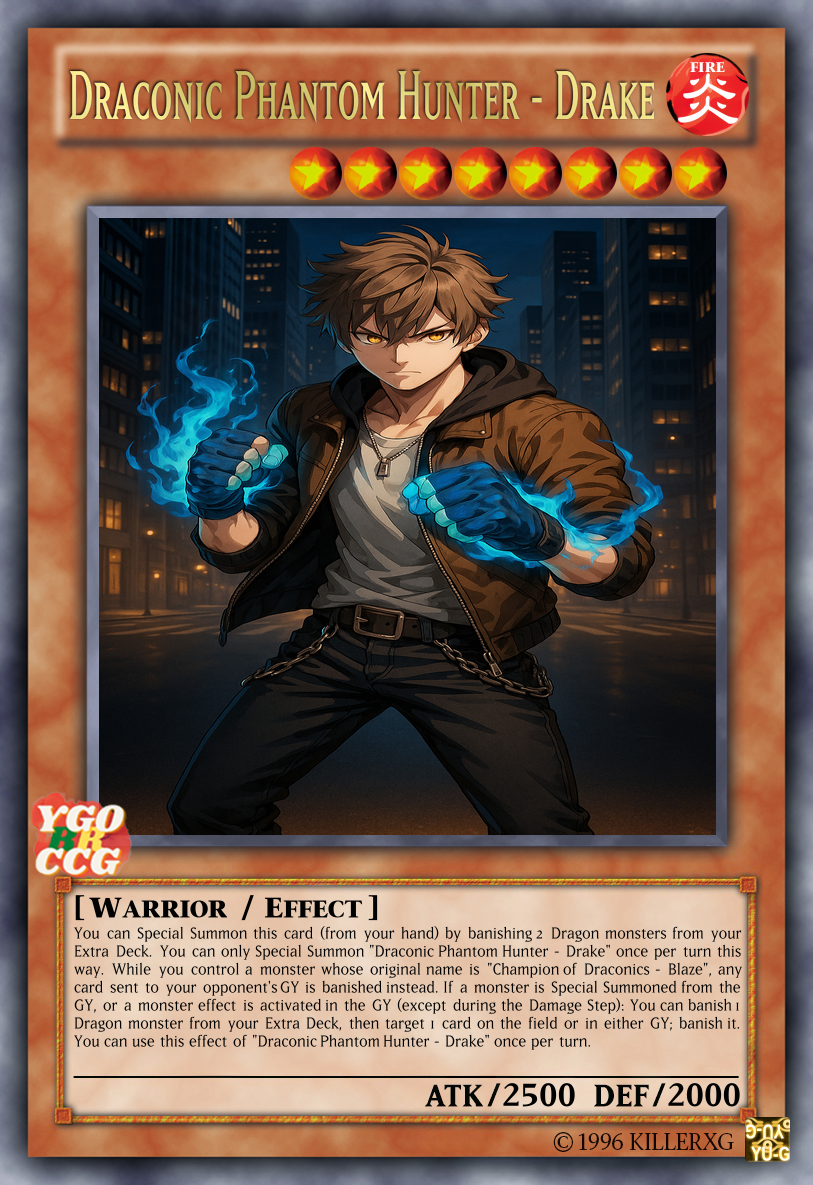 Draconic Phantom Hunter - Drake
FIRE
炎
YGO
RR
CCG
[ Warrior / Effect ]
You can Special Summon this card (from your hand) by banishing 2 Dragon monsters from your
Extra Deck. You can only Special Summon "Draconic Phantom Hunter - Drake" once per turn this
way. While you control a monster whose original name is "Champion of Draconics - Blaze", any
card sent to your opponent's GY is banished instead. If a monster is Special Summoned from the
GY, or a monster effect is activated in the GY (except during the Damage Step): You can banish 1
Dragon monster from your Extra Deck, then target 1 card on the field or in either GY; banish it.
You can use this effect of "Draconic Phantom Hunter - Drake" once per turn.
ATK/2500 DEF/2000
© 1996 KILLERXG
YU-G